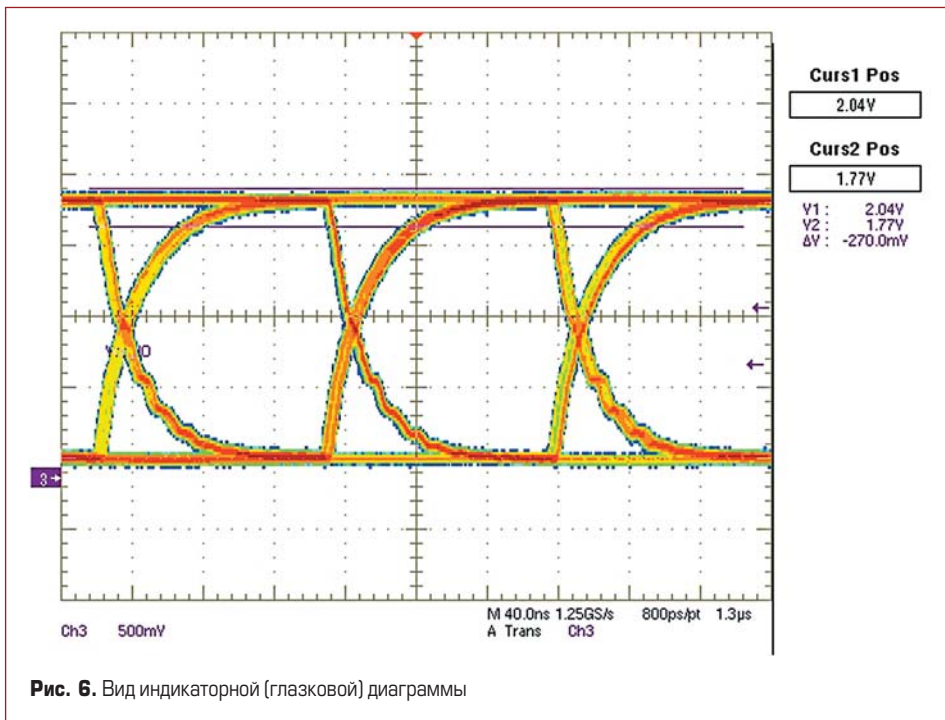 Curs1 Pos
2.04V
Curs2 Pos
1.77V
V1 : 2.04V
V2 : 1.77V
ΔV : -270.0mV
3
Ch3 500mV
M 40.0ns 1.25GS/s 800ps/pt 1.3µs
A Trans Ch3
Рис. 6. Вид индикаторной (глазковой) диаграммы